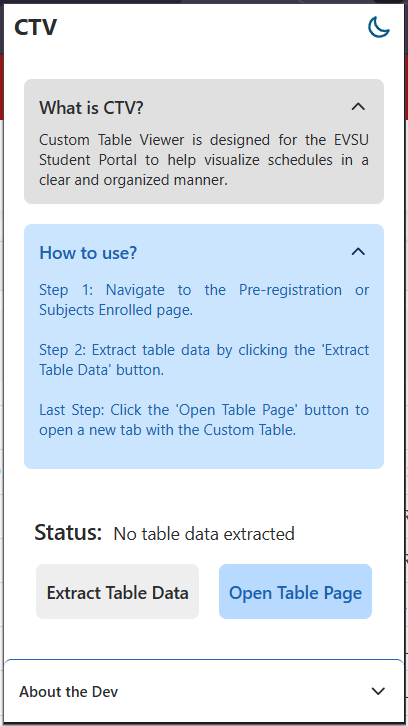 CTV
What is CTV?
Custom Table Viewer is designed for the EVSU
Student Portal to help visualize schedules in a
clear and organized manner.
How to use?
Step 1: Navigate to the Pre-registration or
Subjects Enrolled page.
Step 2: Extract table data by clicking the 'Extract
Table Data' button.
Last Step: Click the 'Open Table Page' button to
open a new tab with the Custom Table.
Status: No table data extracted
Extract Table Data
Open Table Page
About the Dev